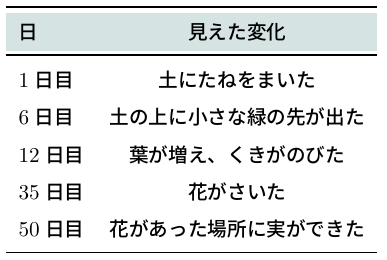 日 見えた変化
1 日目 土にたねをまいた
6 日目 土の上に小さな緑の先が出た
12 日目 葉が増え、くきがのびた
35 日目 花がさいた
50 日目 花があった場所に実ができた